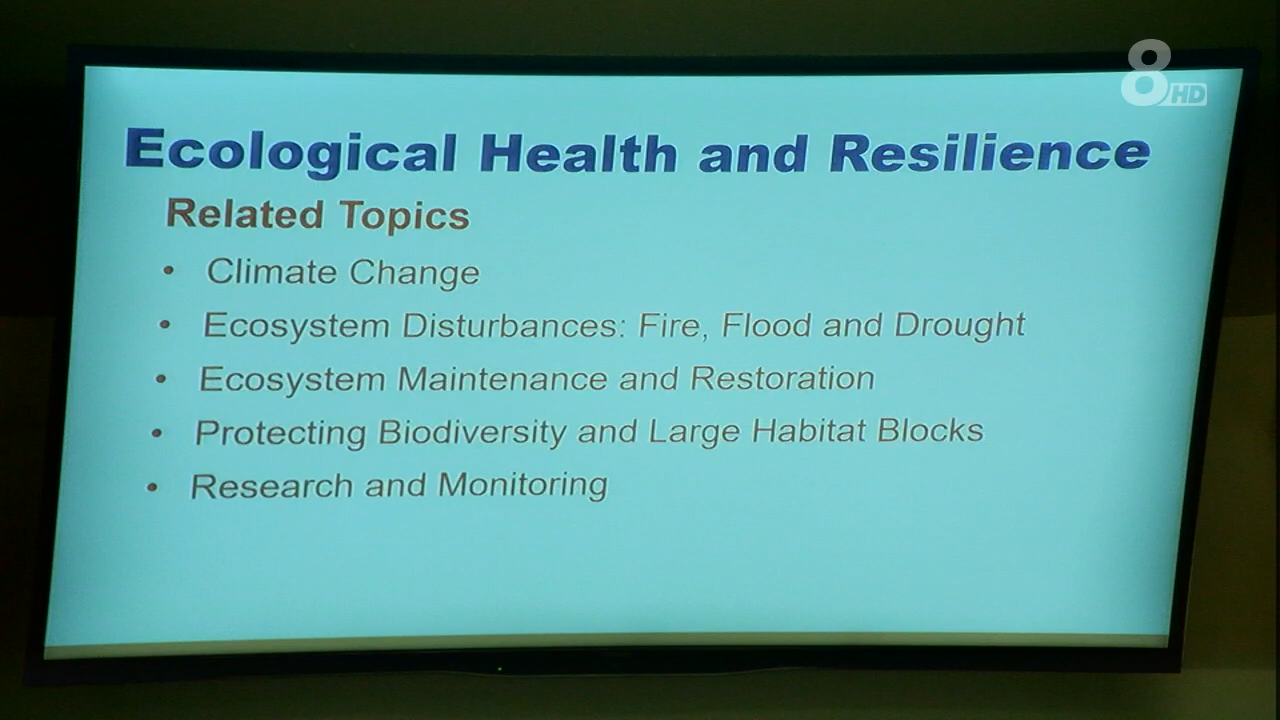 8HD
Ecological Health and Resilience
Related Topics
• Climate Change
• Ecosystem Disturbances: Fire, Flood and Drought
• Ecosystem Maintenance and Restoration
• Protecting Biodiversity and Large Habitat Blocks
• Research and Monitoring